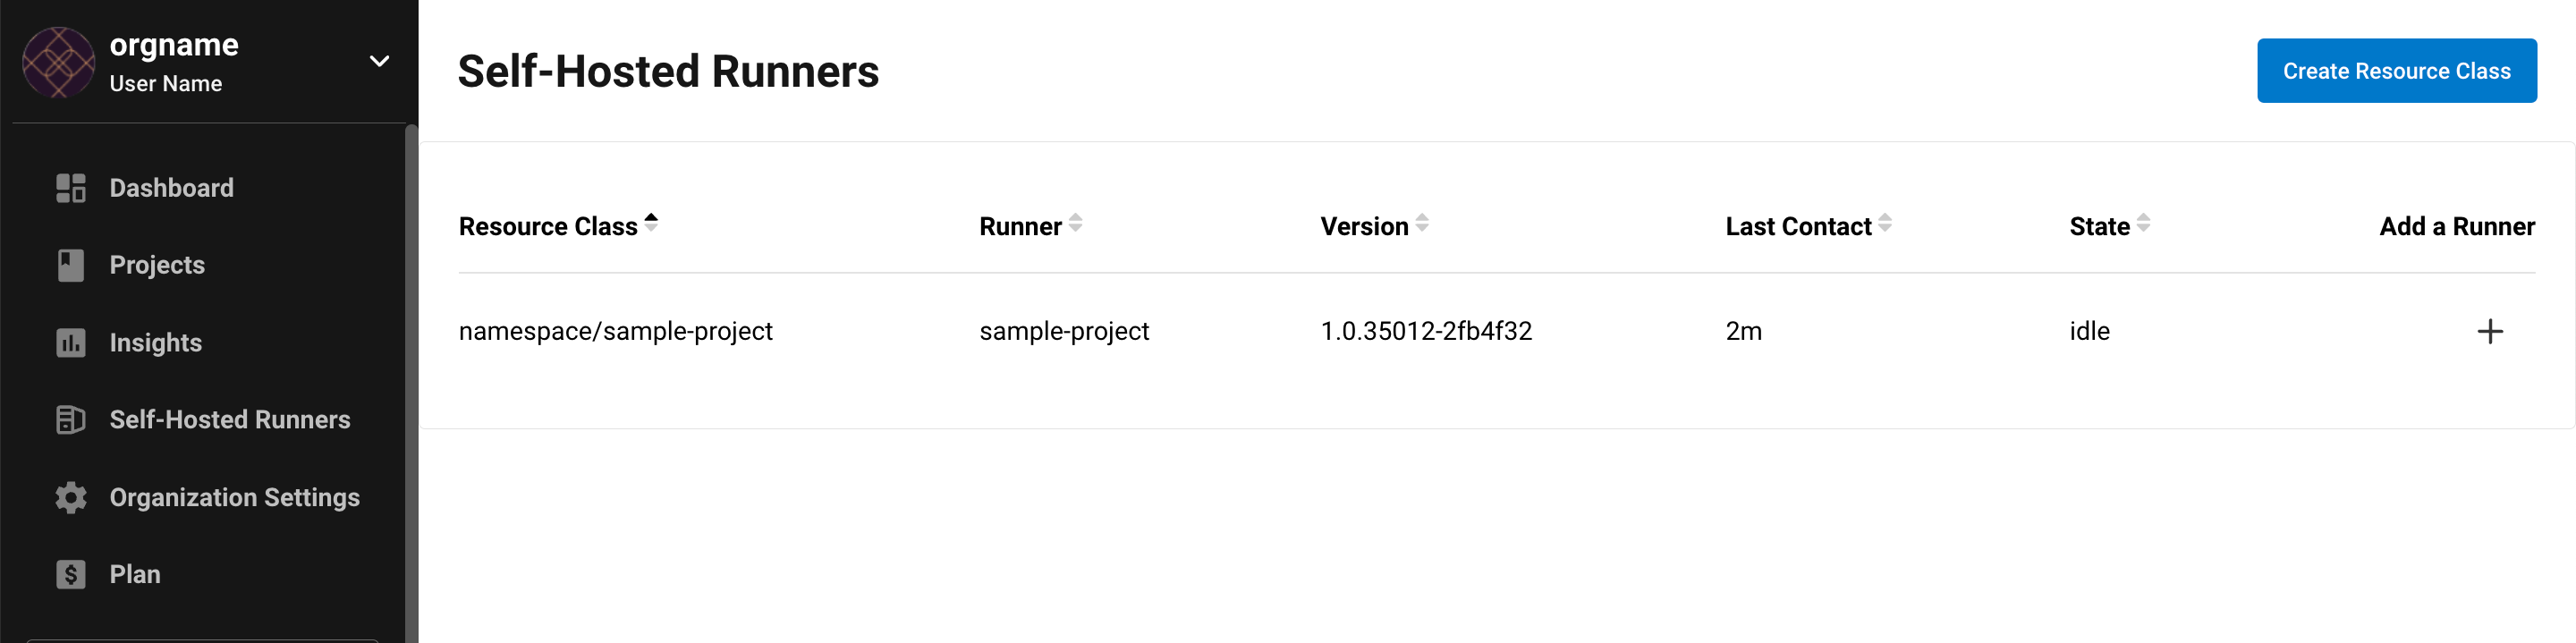 orgname
User Name
Dashboard
Projects
Insights
Self-Hosted Runners
Organization Settings
Plan
Self-Hosted Runners
Create Resource Class
Resource Class Runner Version Last Contact State Add a Runner
namespace/sample-project sample-project 1.0.35012-2fb4f32 2m idle